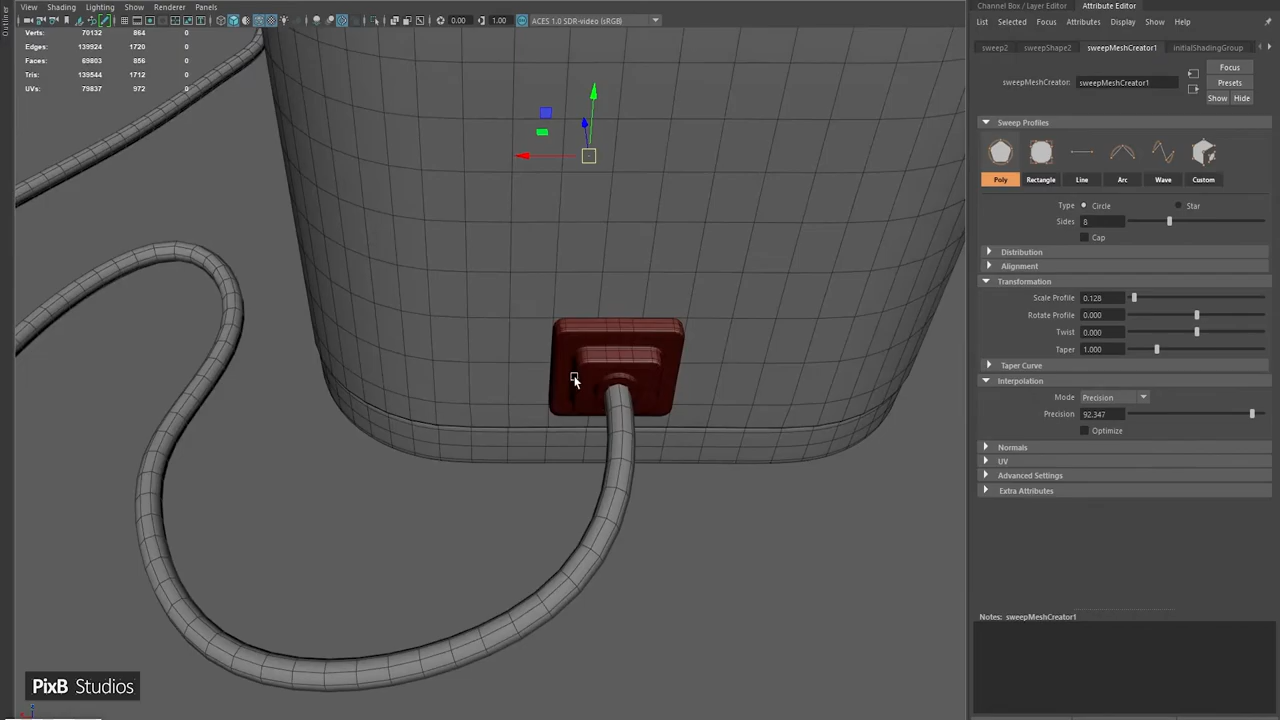 Outliner
View Shading Lighting Show Renderer Panels
Channel Box / Layer Editor Attribute Editor
0.00 1.00 ACES 1.0 SDR-video (sRGB)
List Selected Focus Attributes Display Show Help
Verts: 70132 864 0
Edges: 139924 1720 0
Faces: 69803 856 0
Tris: 139544 1712 0
UVs: 79837 972 0
sweep2 sweepShape2 sweepMeshCreator1 initialShadingGroup
Focus
sweepMeshCreator: sweepMeshCreator1 Presets
Show Hide
Sweep Profiles
Poly Rectangle Line Arc Wave Custom
Type Circle Star
Sides 8
Cap
Distribution
Alignment
Transformation
Scale Profile 0.128
Rotate Profile 0.000
Twist 0.000
Taper 1.000
Taper Curve
Interpolation
Mode Precision
Precision 92.347
Optimize
Normals
UV
Advanced Settings
Extra Attributes
Notes: sweepMeshCreator1
PixB Studios